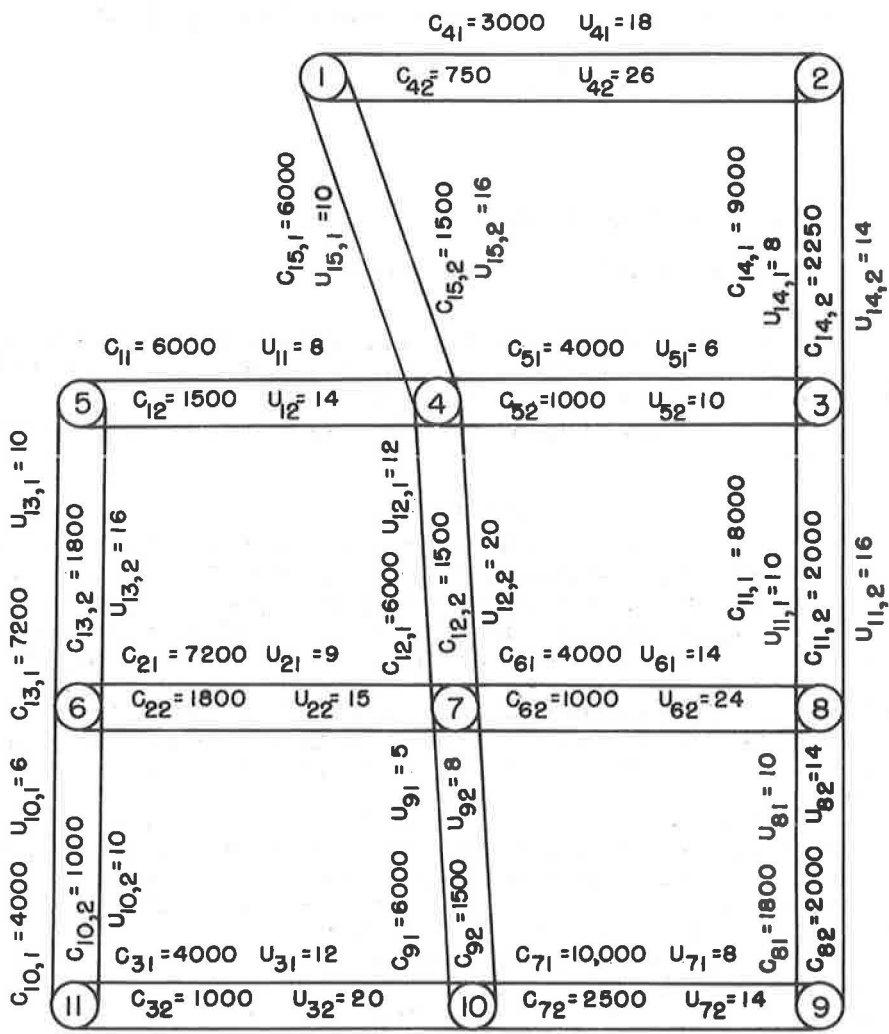 C41=3000 U41=18
1
C42=750 U42=26
2
C15,1=6000
U15,1=10
C15,2=1500
U15,2=16
C14,1=9000
U14,1=8
C14,2=2250
U14,2=14
C11=6000 U11=8
C51=4000 U51=6
5
C12=1500 U12=14
4
C52=1000 U52=10
3
C13,1=7200 U13,1=10
C13,2=1800
U13,2=16
C12,1=6000 U12,1=12
C12,2=1500
U12,2=20
C11,1=8000
U11,1=10
C11,2=2000
U11,2=16
C21=7200 U21=9
C61=4000 U61=14
6
C22=1800 U22=15
7
C62=1000 U62=24
8
C10,1=4000 U10,1=6
C10,2=1000
U10,2=10
C91=6000 U91=5
C92=1500 U92=8
C81=1800 U81=10
C82=2000 U82=14
C31=4000 U31=12
C71=10,000 U71=8
11
C32=1000 U32=20
10
C72=2500 U72=14
9